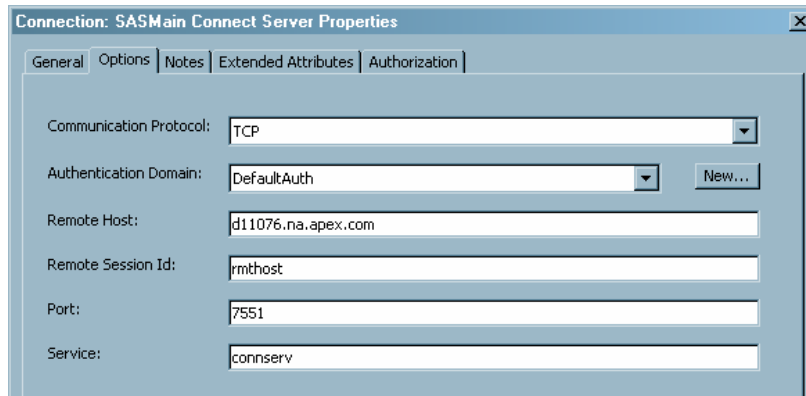 Connection: SASMain Connect Server Properties
General Options Notes Extended Attributes Authorization
Communication Protocol: TCP
Authentication Domain: DefaultAuth New...
Remote Host: d11076.na.apex.com
Remote Session Id: rmthost
Port: 7551
Service: connserv